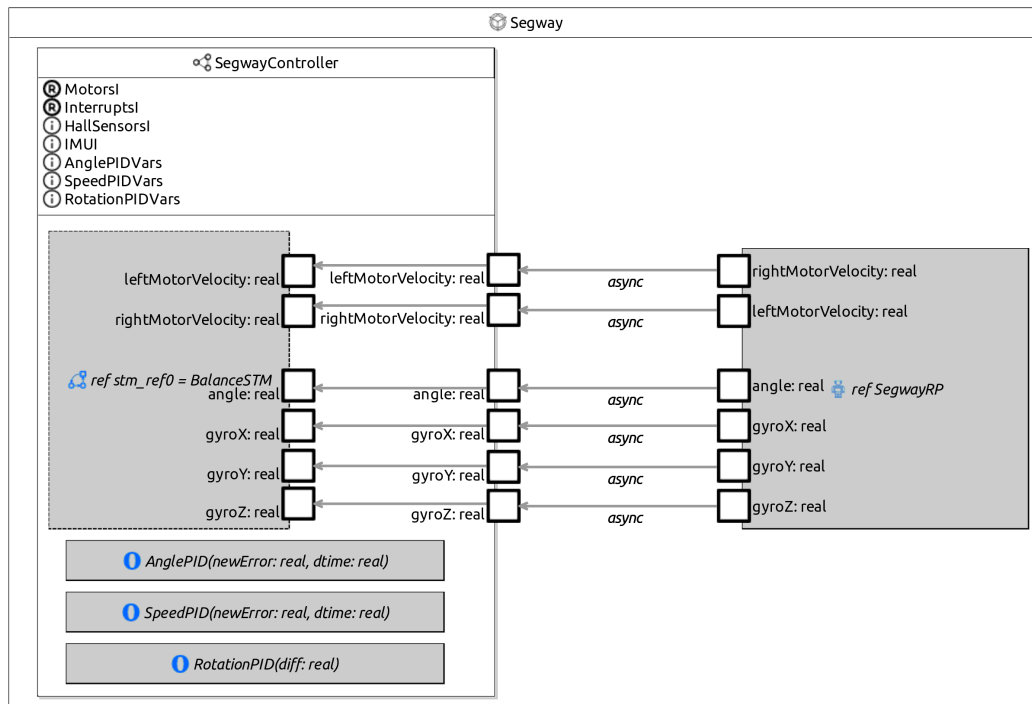 Segway
SegwayController
R MotorsI
R InterruptsI
i HallSensorsI
i IMUI
i AnglePIDVars
i SpeedPIDVars
i RotationPIDVars
leftMotorVelocity: real
leftMotorVelocity: real
async
rightMotorVelocity: real
rightMotorVelocity: real
rightMotorVelocity: real
async
leftMotorVelocity: real
ref stm_ref0 = BalanceSTM
angle: real
angle: real
async
angle: real
ref SegwayRP
gyroX: real
gyroX: real
async
gyroX: real
gyroY: real
gyroY: real
async
gyroY: real
gyroZ: real
gyroZ: real
async
gyroZ: real
O AnglePID(newError: real, dtime: real)
O SpeedPID(newError: real, dtime: real)
O RotationPID(diff: real)